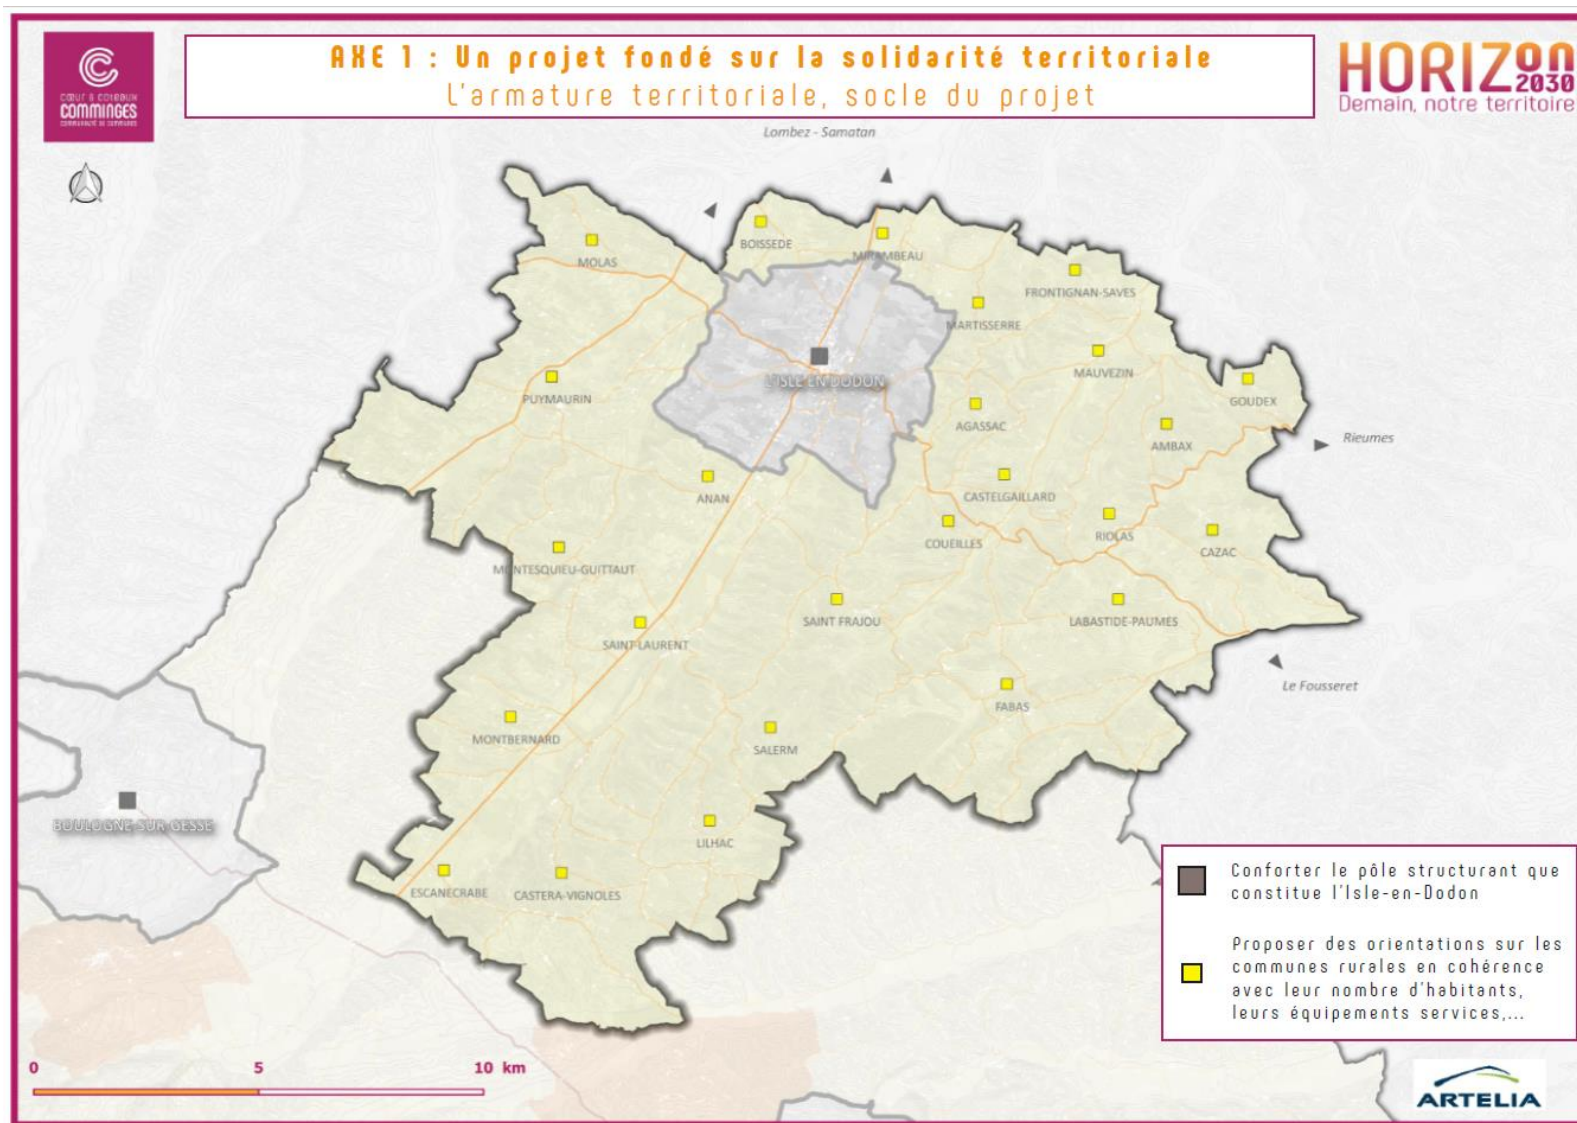 AXE 1 : Un projet fondé sur la solidarité territoriale
L'armature territoriale, socle du projet
CŒUR & COTEAUX
COMMINGES
COMMUNAUTÉ DE COMMUNES
HORIZON
2030
Demain, notre territoire
Lombez - Samatan
BOISSEDE
MOLAS
MIRAMBEAU
FRONTIGNAN-SAVES
MARTISSERRE
MAUVEZIN
L'ISLE EN DODON
PUYMAURIN
GOUDEX
AGASSAC
AMBAX
Rieumes
ANAN
CASTELGAILLARD
COUEILLES
RIOLAS
CAZAC
MONTESQUIEU-GUITTAUT
SAINT FRAJOU
LABASTIDE-PAUMES
SAINT-LAURENT
Le Fousseret
FABAS
MONTBERNARD
SALERM
BOULOGNE-SUR-GESSE
LILHAC
ESCANECRABE
CASTERA-VIGNOLES
Conforter le pôle structurant que
constitue l'Isle-en-Dodon
Proposer des orientations sur les
communes rurales en cohérence
avec leur nombre d'habitants,
leurs équipements services,...
0 5 10 km
ARTELIA